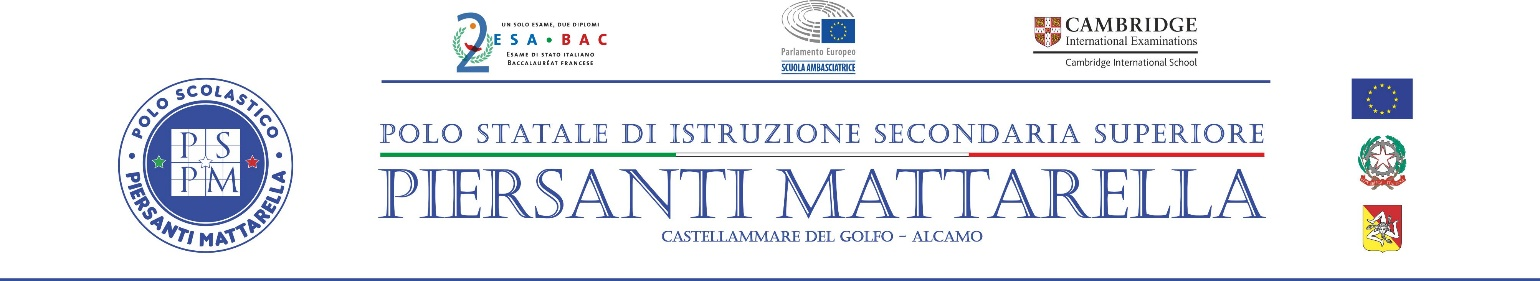 UN SOLO ESAME, DUE DIPLOMI
2 ESA • BAC
ESAME DI STATO ITALIANO
BACCALAURÉAT FRANCESE
Parlamento Europeo
SCUOLA AMBASCIATRICE
CAMBRIDGE
International Examinations
Cambridge International School
• POLO SCOLASTICO •
PIERSANTI MATTARELLA
P S
P M
POLO STATALE DI ISTRUZIONE SECONDARIA SUPERIORE
PIERSANTI MATTARELLA
CASTELLAMMARE DEL GOLFO – ALCAMO